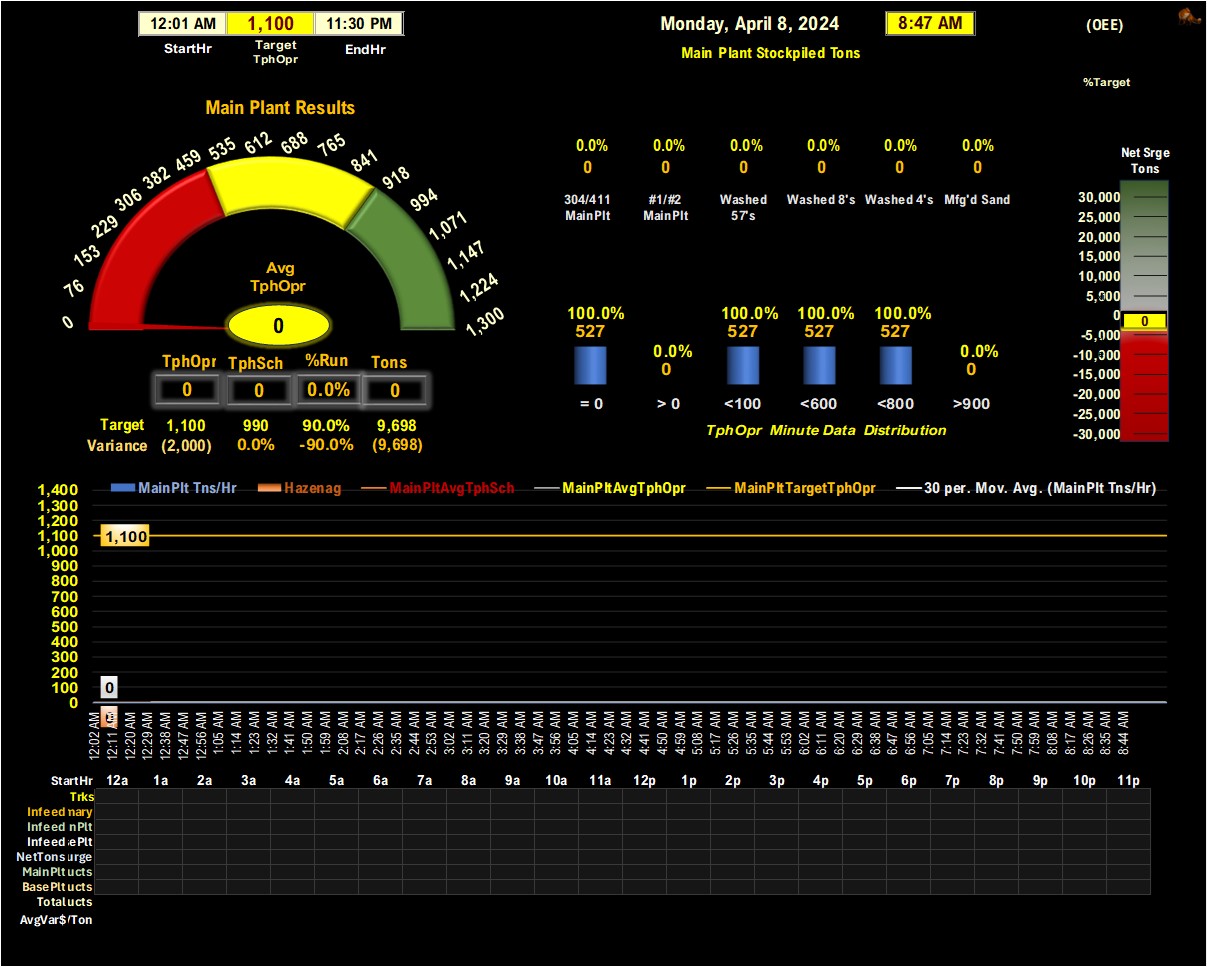 12:01 AM 1,100 11:30 PM
StartHr Target TphOpr EndHr
Monday, April 8, 2024 8:47 AM (OEE)
Main Plant Stockpiled Tons
%Target
Main Plant Results
0 76 153 229 306 382 459 535 612 688 765 841 918 994 1,071 1,147 1,224 1,300
Avg
TphOpr
0
TphOpr TphSch %Run Tons
0 0 0.0% 0
Target 1,100 990 90.0% 9,698
Variance (2,000) 0.0% -90.0% (9,698)
0.0% 0.0% 0.0% 0.0% 0.0% 0.0%
0 0 0 0 0 0
304/411 #1/#2 Washed Washed 8's Washed 4's Mfg'd Sand
MainPlt MainPlt 57's
100.0% 100.0% 100.0% 100.0%
527 527 527 527
0.0% 0.0%
0 0
= 0 > 0 <100 <600 <800 >900
TphOpr Minute Data Distribution
Net Srge
Tons
30,000
25,000
20,000
15,000
10,000
5,000
0
0
-5,000
-10,000
-15,000
-20,000
-25,000
-30,000
MainPlt Tns/Hr Hazenag MainPltAvgTphSch MainPltAvgTphOpr MainPltTargetTphOpr 30 per. Mov. Avg. (MainPlt Tns/Hr)
1,400
1,300
1,200
1,100 1,100
1,000
900
800
700
600
500
400
300
200
100 0
0
12:02 AM 12:11 AM 12:20 AM 12:29 AM 12:38 AM 12:47 AM 12:56 AM 1:05 AM 1:14 AM 1:23 AM 1:32 AM 1:41 AM 1:50 AM 1:59 AM 2:08 AM 2:17 AM 2:26 AM 2:35 AM 2:44 AM 2:53 AM 3:02 AM 3:11 AM 3:20 AM 3:29 AM 3:38 AM 3:47 AM 3:56 AM 4:05 AM 4:14 AM 4:23 AM 4:32 AM 4:41 AM 4:50 AM 4:59 AM 5:08 AM 5:17 AM 5:26 AM 5:35 AM 5:44 AM 5:53 AM 6:02 AM 6:11 AM 6:20 AM 6:29 AM 6:38 AM 6:47 AM 6:56 AM 7:05 AM 7:14 AM 7:23 AM 7:32 AM 7:41 AM 7:50 AM 7:59 AM 8:08 AM 8:17 AM 8:26 AM 8:35 AM 8:44 AM
StartHr 12a 1a 2a 3a 4a 5a 6a 7a 8a 9a 10a 11a 12p 1p 2p 3p 4p 5p 6p 7p 8p 9p 10p 11p
Trks
Infeed mary
Infeed nPlt
Infeed ePlt
NetTons urge
MainPlt ucts
BasePlt ucts
Total ucts
AvgVar$/Ton